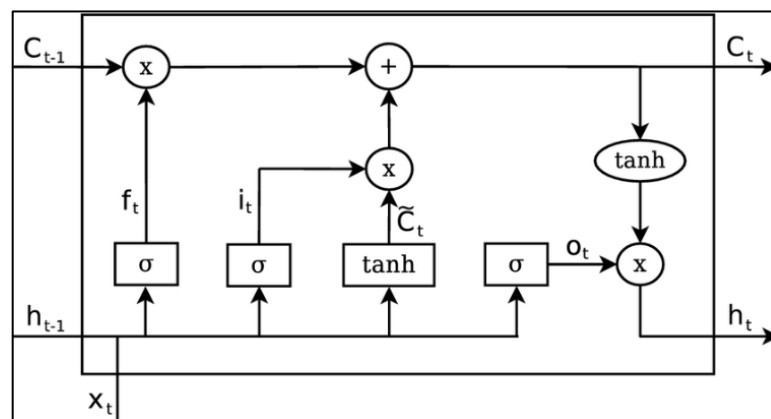 C_{t-1} x + C_t
tanh
x
f_t i_t C̃_t
o_t
σ σ tanh σ x
h_{t-1} h_t
x_t